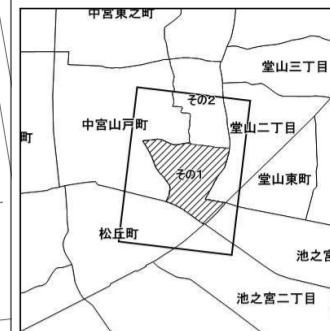 中宮東之町
堂山三丁目
その2
中宮山戸町
堂山二丁目
町
その1
堂山東町
松丘町
池之宮
池之宮二丁目